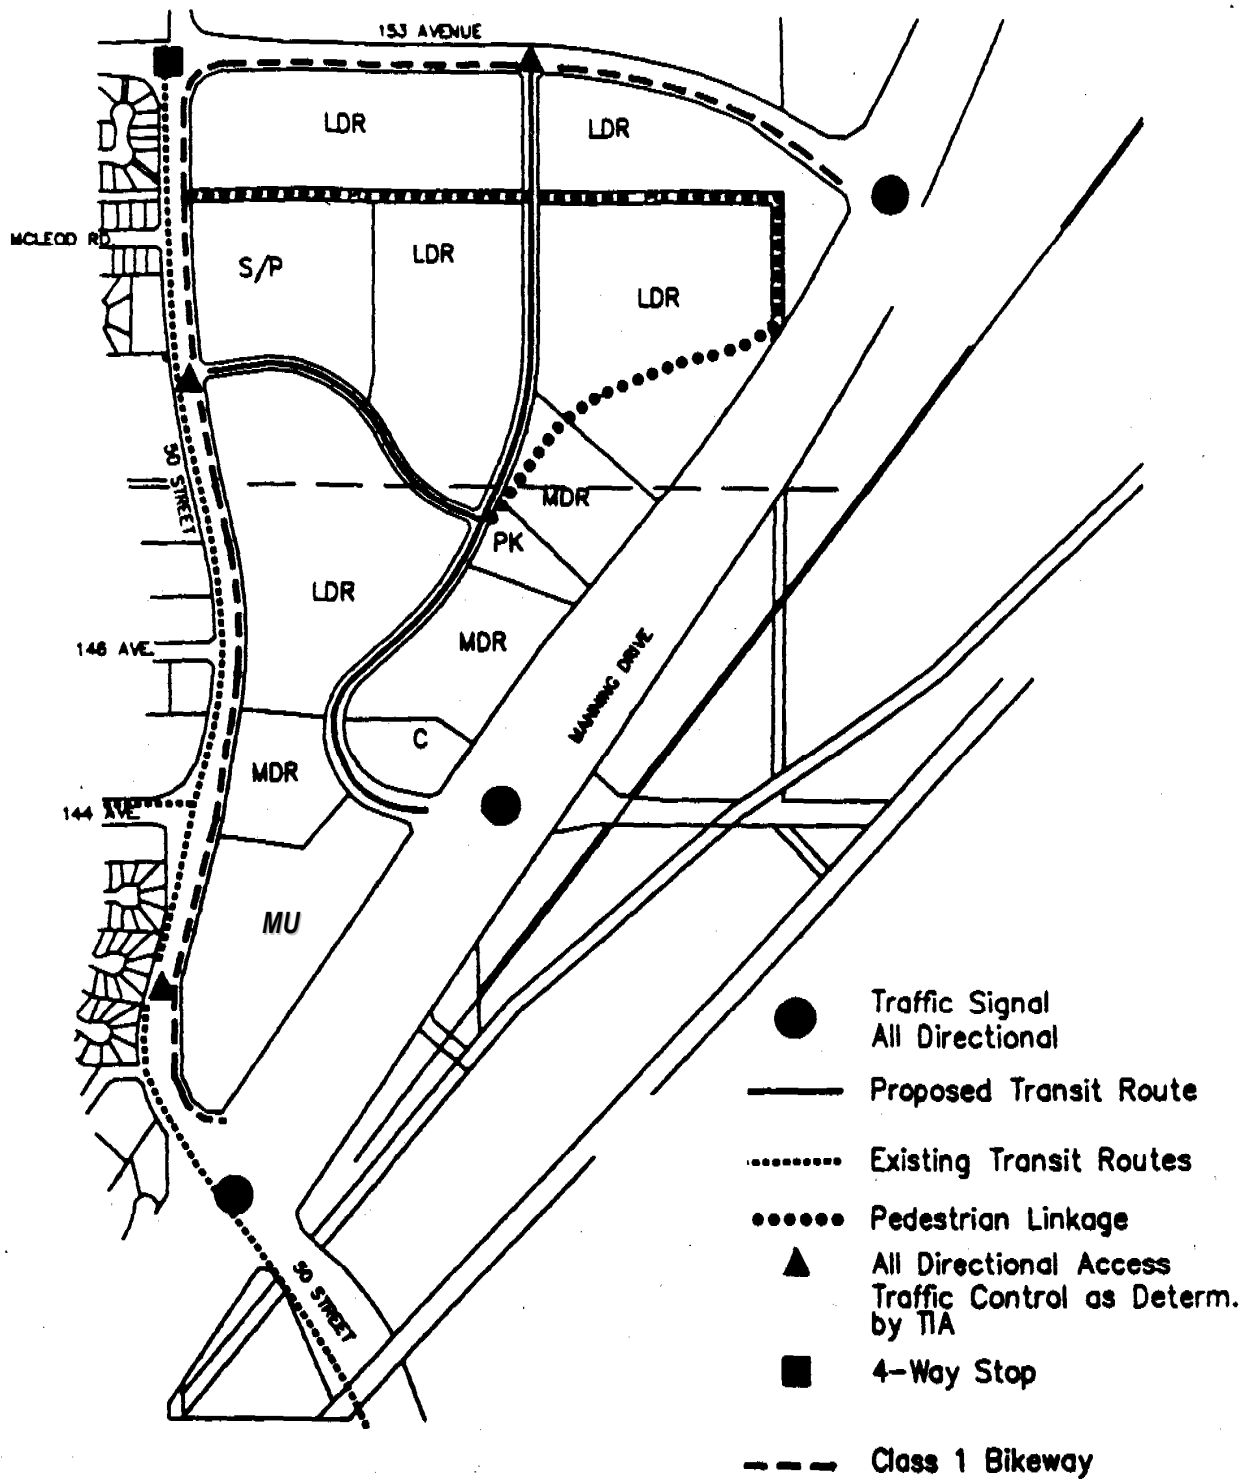 153 AVENUE
LDR
LDR
MCLEOD RD.
S/P
LDR
LDR
50 STREET
MDR
PK
LDR
146 AVE.
MDR
MANNING DRIVE
C
MDR
144 AVE.
MU
50 STREET
Traffic Signal
All Directional
Proposed Transit Route
Existing Transit Routes
Pedestrian Linkage
All Directional Access
Traffic Control as Determ.
by TIA
4-Way Stop
Class 1 Bikeway